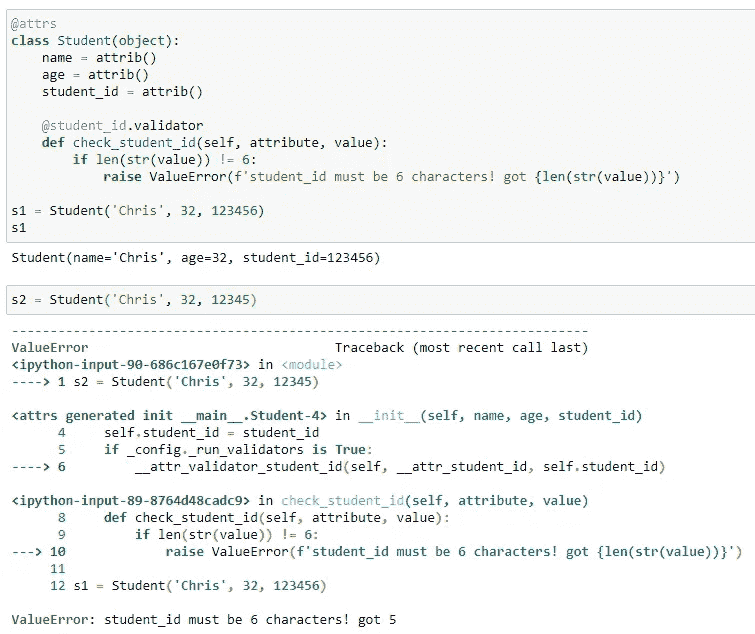 @attrs
class Student(object):
    name = attrib()
    age = attrib()
    student_id = attrib()

    @student_id.validator
    def check_student_id(self, attribute, value):
        if len(str(value)) != 6:
            raise ValueError(f'student_id must be 6 characters! got {len(str(value))}')

s1 = Student('Chris', 32, 123456)
s1
Student(name='Chris', age=32, student_id=123456)
s2 = Student('Chris', 32, 12345)
---------------------------------------------------------------------------
ValueError                                Traceback (most recent call last)
<ipython-input-90-686c167e0f73> in <module>
----> 1 s2 = Student('Chris', 32, 12345)

<attrs generated init __main__.Student-4> in __init__(self, name, age, student_id)
      4     self.student_id = student_id
      5     if _config._run_validators is True:
----> 6         __attr_validator_student_id(self, __attr_student_id, self.student_id)

<ipython-input-89-8764d48cadc9> in check_student_id(self, attribute, value)
      8     def check_student_id(self, attribute, value):
      9         if len(str(value)) != 6:
---> 10             raise ValueError(f'student_id must be 6 characters! got {len(str(value))}')
     11
     12 s1 = Student('Chris', 32, 123456)

ValueError: student_id must be 6 characters! got 5